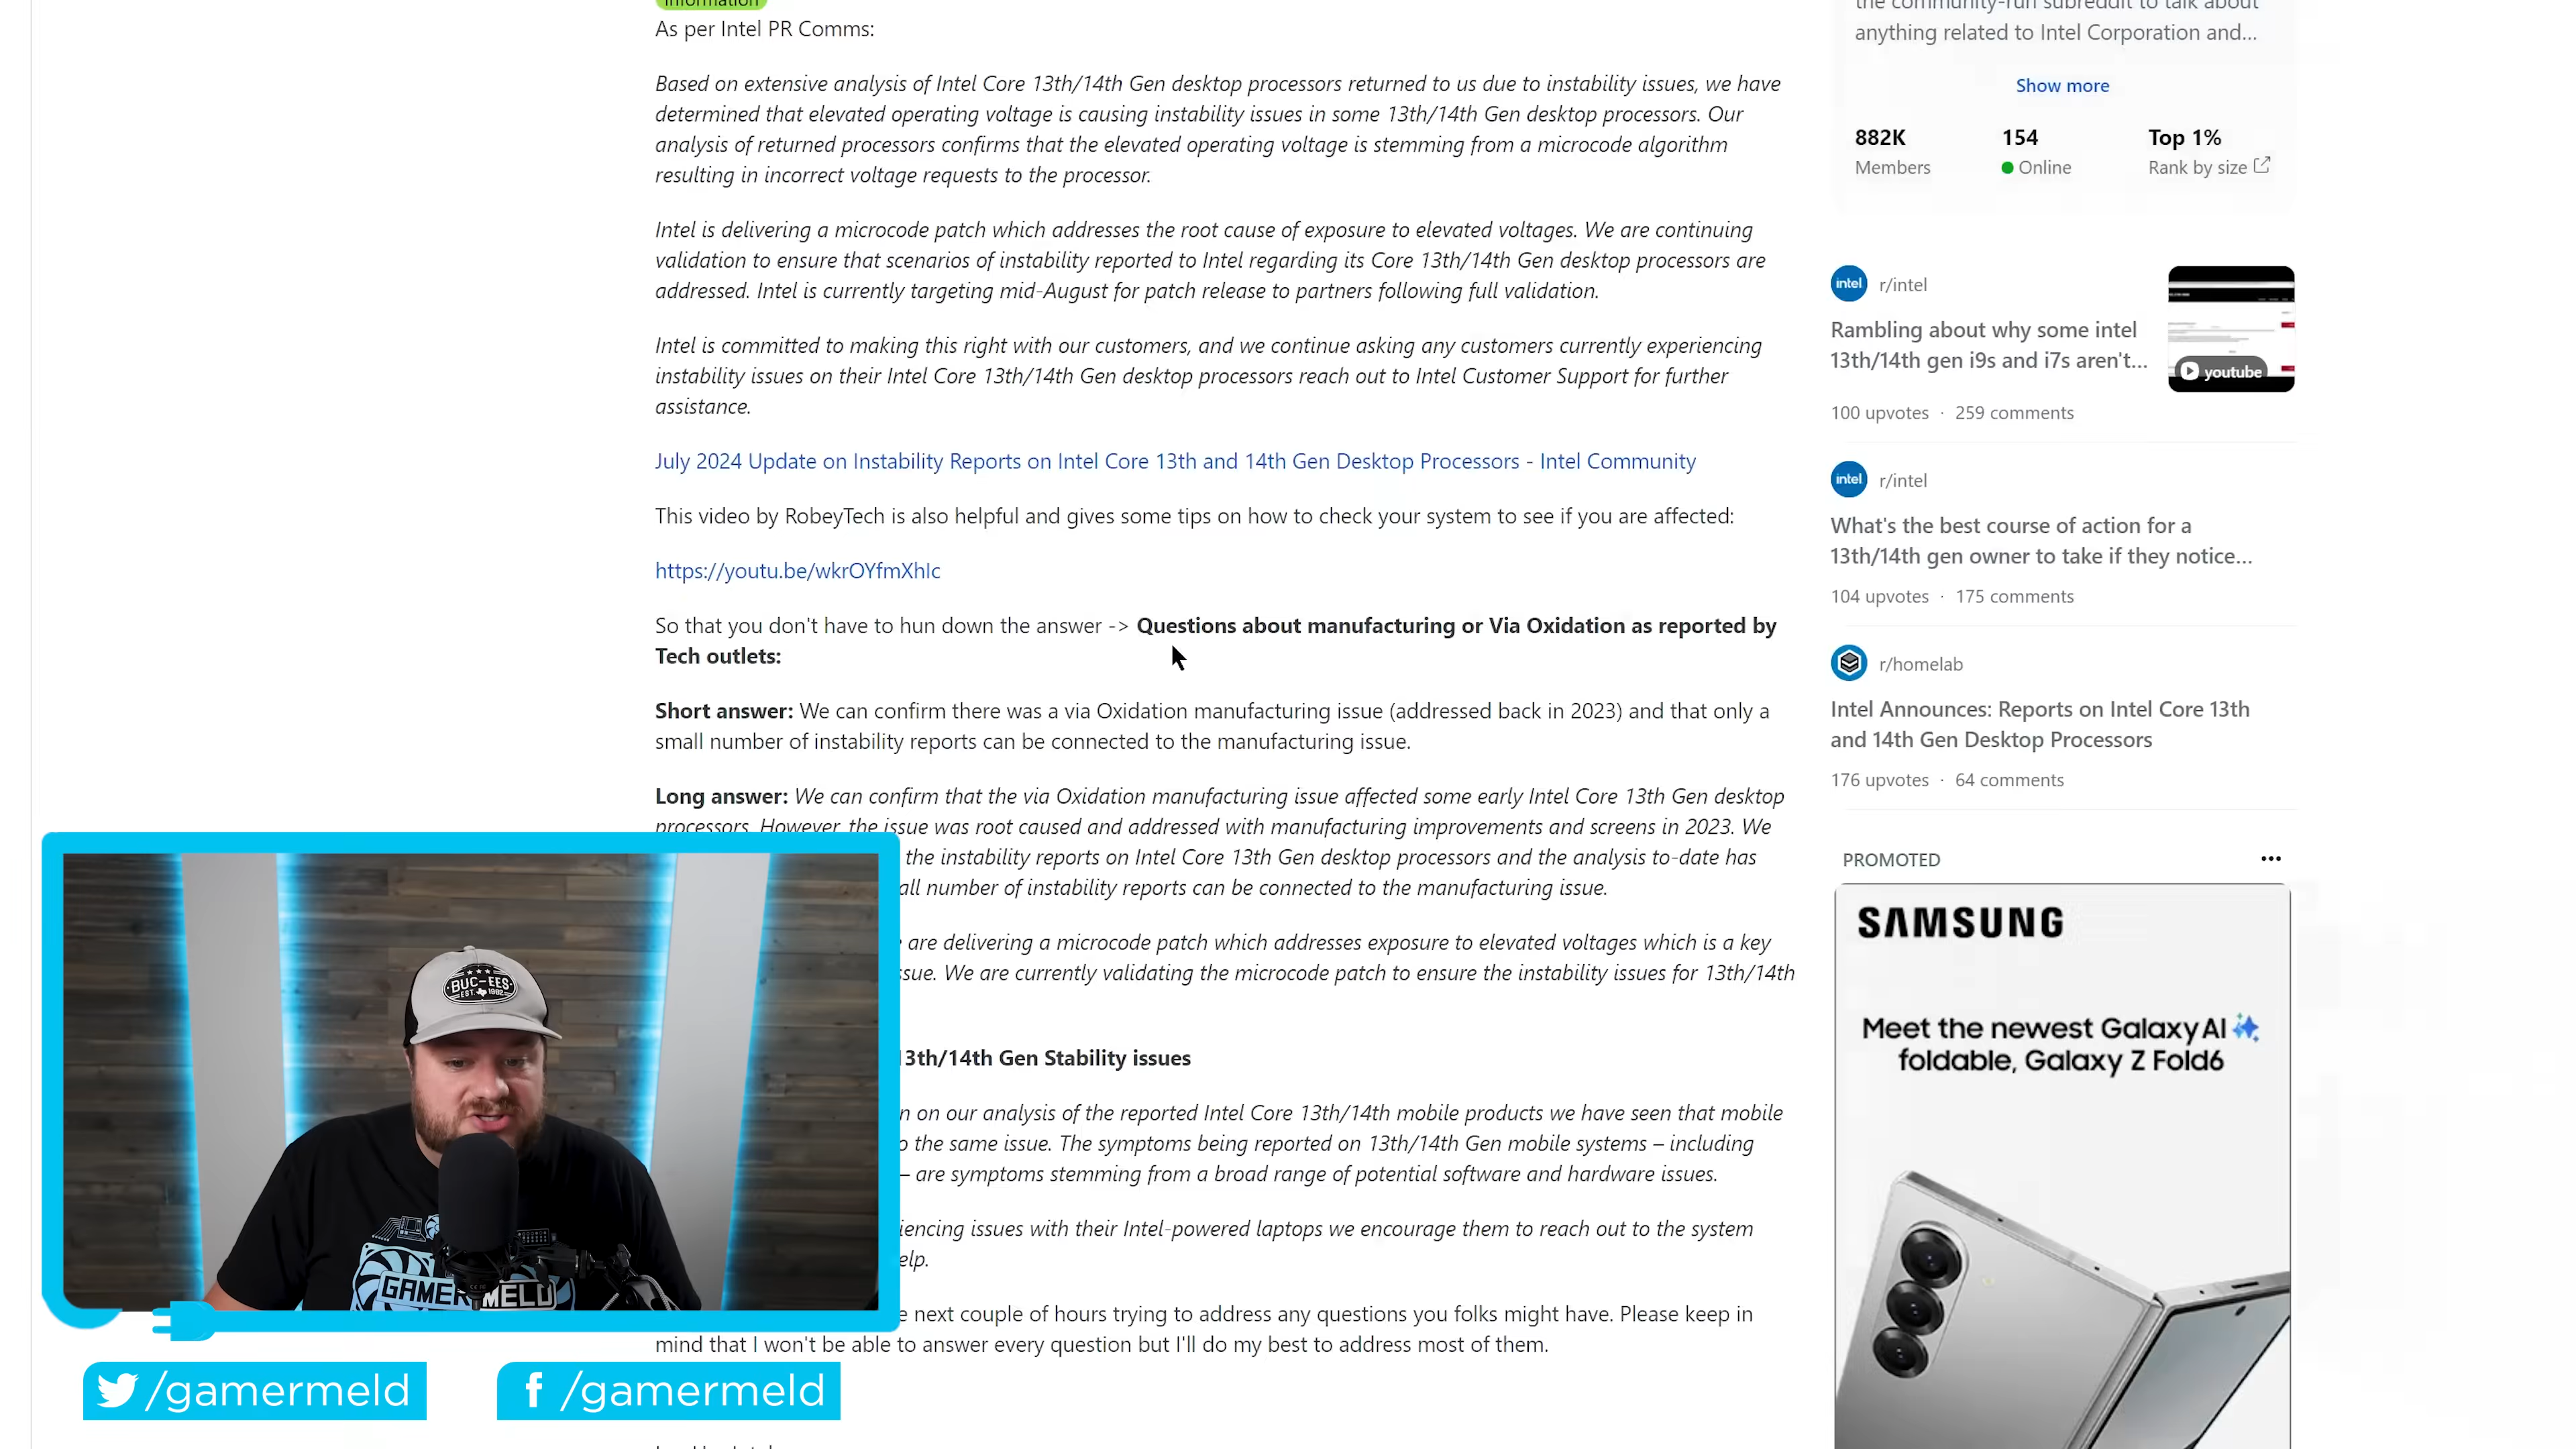 Information
As per Intel PR Comms:
Based on extensive analysis of Intel Core 13th/14th Gen desktop processors returned to us due to instability issues, we have
determined that elevated operating voltage is causing instability issues in some 13th/14th Gen desktop processors. Our
analysis of returned processors confirms that the elevated operating voltage is stemming from a microcode algorithm
resulting in incorrect voltage requests to the processor.
Intel is delivering a microcode patch which addresses the root cause of exposure to elevated voltages. We are continuing
validation to ensure that scenarios of instability reported to Intel regarding its Core 13th/14th Gen desktop processors are
addressed. Intel is currently targeting mid-August for patch release to partners following full validation.
Intel is committed to making this right with our customers, and we continue asking any customers currently experiencing
instability issues on their Intel Core 13th/14th Gen desktop processors reach out to Intel Customer Support for further
assistance.
July 2024 Update on Instability Reports on Intel Core 13th and 14th Gen Desktop Processors - Intel Community
This video by RobeyTech is also helpful and gives some tips on how to check your system to see if you are affected:
https://youtu.be/wkrOYfmXhIc
So that you don't have to hun down the answer -> Questions about manufacturing or Via Oxidation as reported by
Tech outlets:
Short answer: We can confirm there was a via Oxidation manufacturing issue (addressed back in 2023) and that only a
small number of instability reports can be connected to the manufacturing issue.
Long answer: We can confirm that the via Oxidation manufacturing issue affected some early Intel Core 13th Gen desktop
processors. However, the issue was root caused and addressed with manufacturing improvements and screens in 2023. We
the instability reports on Intel Core 13th Gen desktop processors and the analysis to-date has
all number of instability reports can be connected to the manufacturing issue.
are delivering a microcode patch which addresses exposure to elevated voltages which is a key
ssue. We are currently validating the microcode patch to ensure the instability issues for 13th/14th
13th/14th Gen Stability issues
n on our analysis of the reported Intel Core 13th/14th mobile products we have seen that mobile
o the same issue. The symptoms being reported on 13th/14th Gen mobile systems – including
– are symptoms stemming from a broad range of potential software and hardware issues.
iencing issues with their Intel-powered laptops we encourage them to reach out to the system
elp.
e next couple of hours trying to address any questions you folks might have. Please keep in
mind that I won't be able to answer every question but I'll do my best to address most of them.
the community-run subreddit to talk about
anything related to Intel Corporation and...
Show more
882K 154 Top 1%
Members Online Rank by size
intel r/intel
Rambling about why some intel
13th/14th gen i9s and i7s aren't...
youtube
100 upvotes · 259 comments
intel r/intel
What's the best course of action for a
13th/14th gen owner to take if they notice...
104 upvotes · 175 comments
r/homelab
Intel Announces: Reports on Intel Core 13th
and 14th Gen Desktop Processors
176 upvotes · 64 comments
PROMOTED
SAMSUNG
Meet the newest Galaxy AI
foldable, Galaxy Z Fold6
BUC-EES
EST. 1982
GAMER MELD
/gamermeld
f /gamermeld